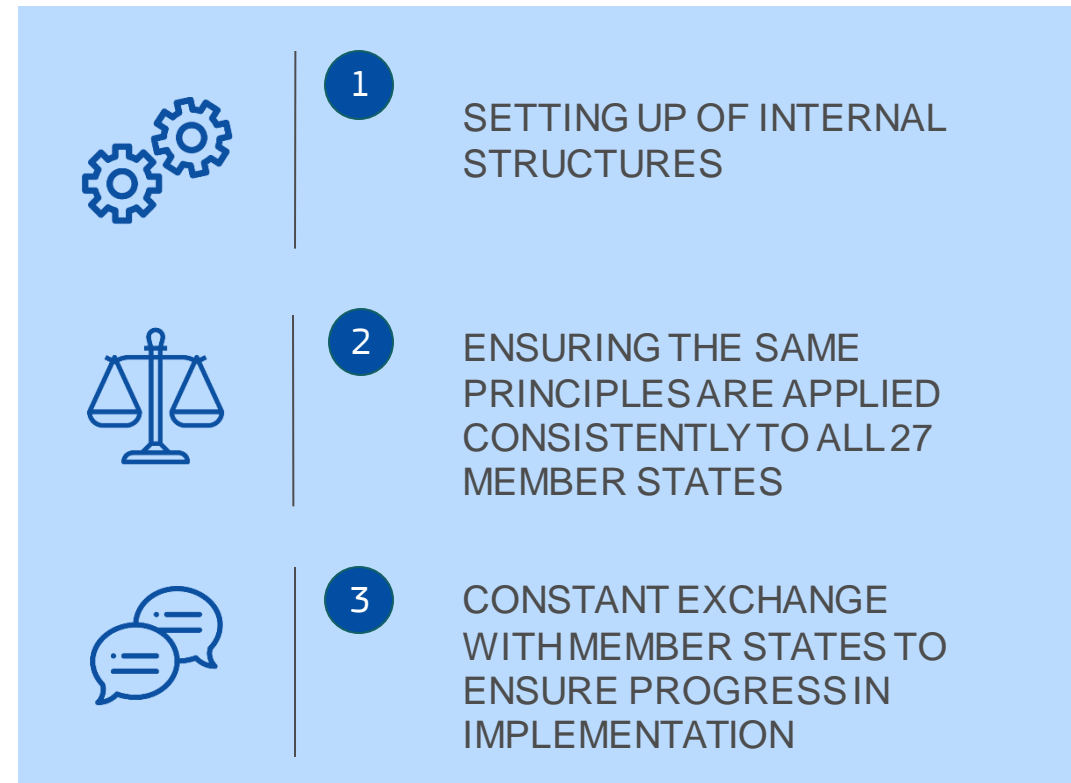 1
SETTING UP OF INTERNAL
STRUCTURES
2
ENSURING THE SAME
PRINCIPLES ARE APPLIED
CONSISTENTLY TO ALL 27
MEMBER STATES
3
CONSTANT EXCHANGE
WITH MEMBER STATES TO
ENSURE PROGRESS IN
IMPLEMENTATION